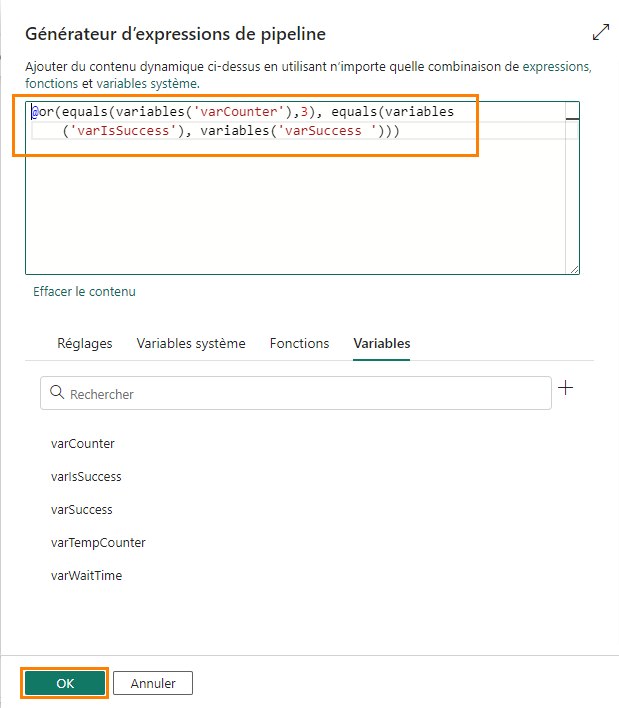 Générateur d’expressions de pipeline
Ajouter du contenu dynamique ci-dessus en utilisant n’importe quelle combinaison de expressions,
fonctions et variables système.
@or(equals(variables('varCounter'),3), equals(variables
('varIsSuccess'), variables('varSuccess ')))
Effacer le contenu
Réglages Variables système Fonctions Variables
Rechercher
varCounter
varIsSuccess
varSuccess
varTempCounter
varWaitTime
OK Annuler